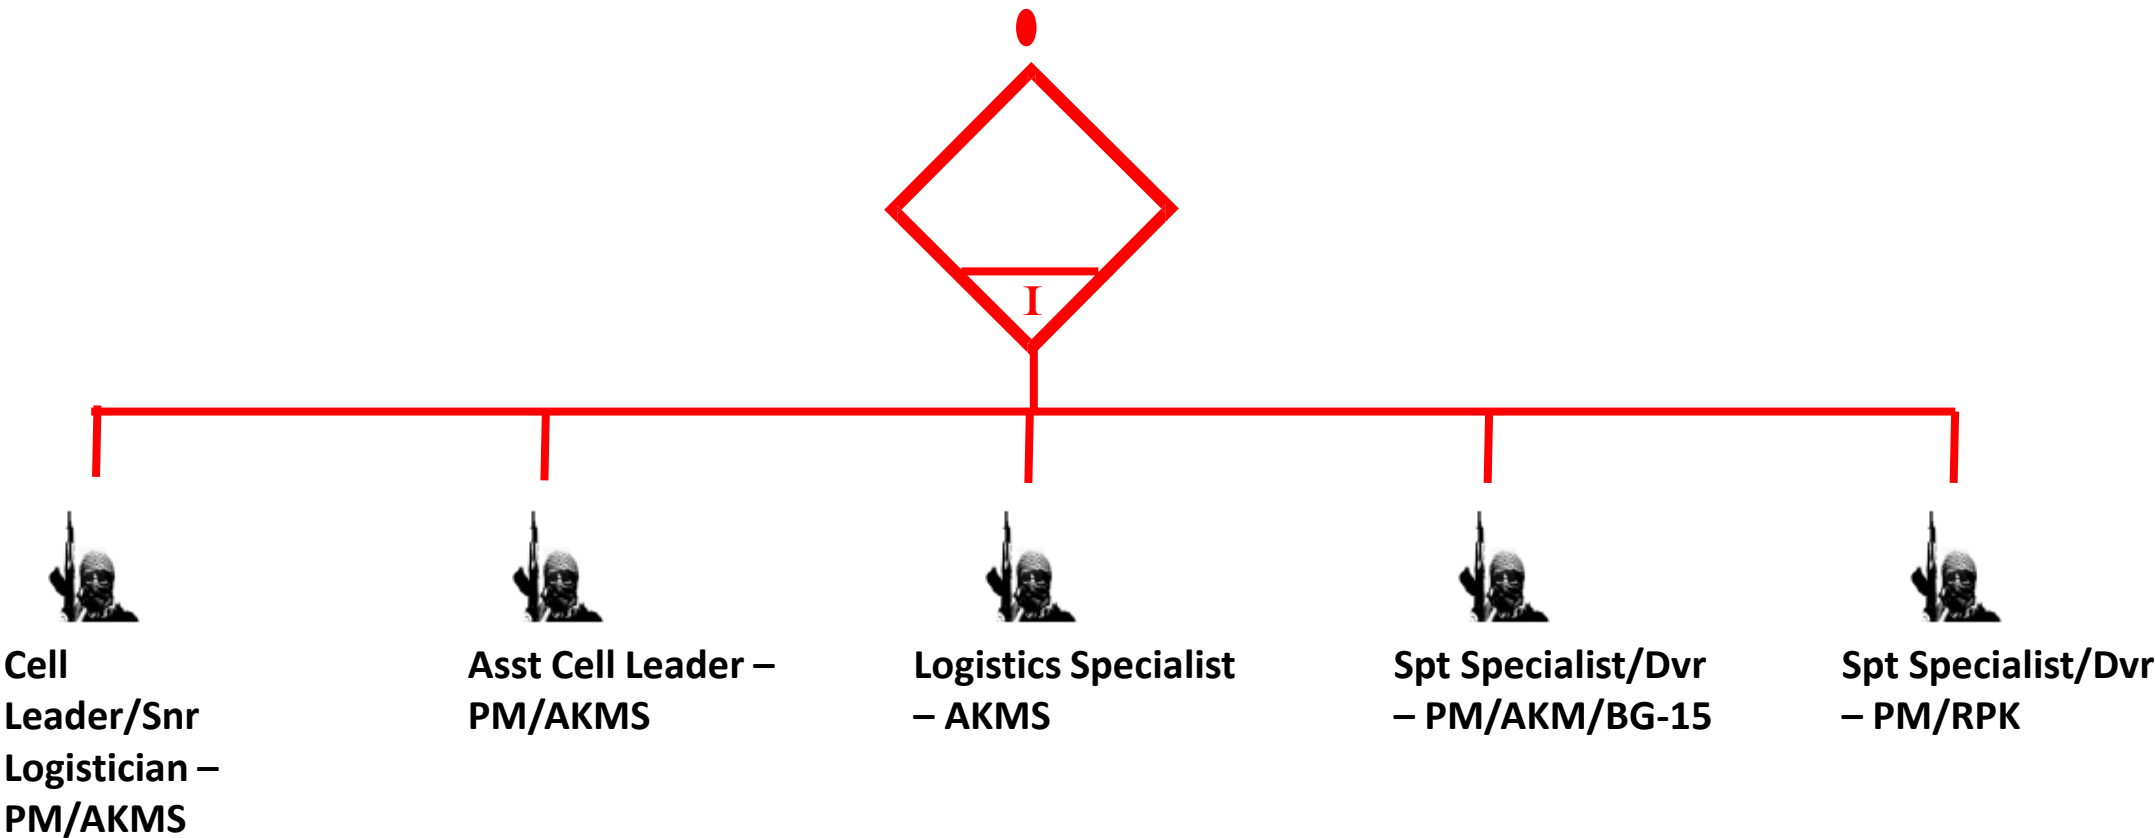 I
Cell
Leader/Snr
Logistician –
PM/AKMS
Asst Cell Leader –
PM/AKMS
Logistics Specialist
– AKMS
Spt Specialist/Dvr
– PM/AKM/BG-15
Spt Specialist/Dvr
– PM/RPK